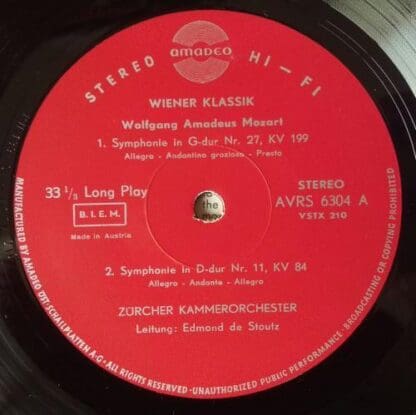 amadeo
STEREO HI-FI
WIENER KLASSIK
Wolfgang Amadeus Mozart
1. Symphonie in G-dur Nr. 27, KV 199
Allegro - Andantino grazioso - Presto
33 1/3 Long Play
STEREO
AVRS 6304 A
VSTX 210
B.I.E.M.
Made in Austria
the
2. Symphonie in D-dur Nr. 11, KV 84
Allegro - Andante - Allegro
ZÜRCHER KAMMERORCHESTER
Leitung: Edmond de Stoutz
MANUFACTURED BY AMADEO ÖST. SCHALLPLATTEN A.G. · ALL RIGHTS RESERVED · UNAUTHORIZED PUBLIC PERFORMANCE · BROADCASTING OR COPYING PROHIBITED